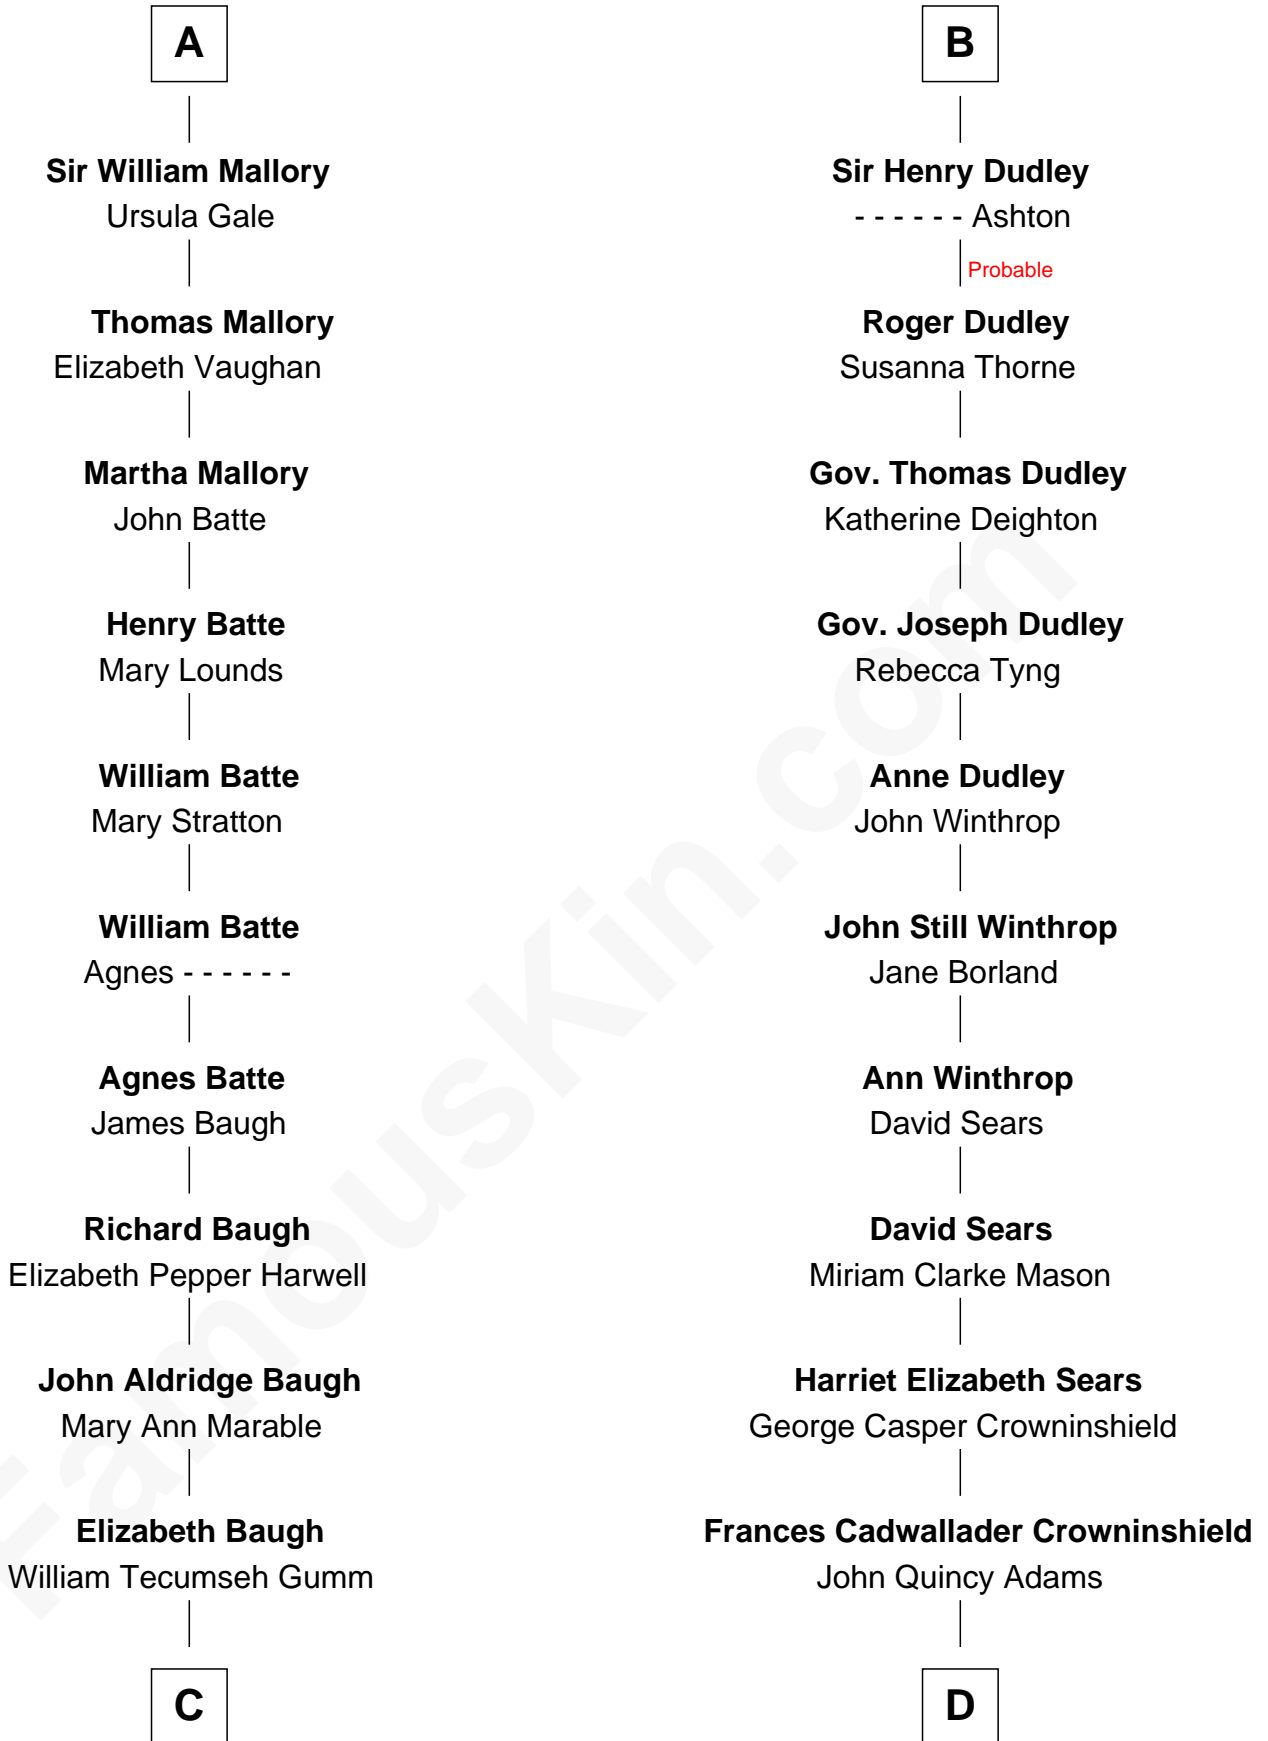 A
Sir William Mallory
Ursula Gale
Thomas Mallory
Elizabeth Vaughan
Martha Mallory
John Batte
Henry Batte
Mary Lounds
William Batte
Mary Stratton
William Batte
Agnes - - - - - -
Agnes Batte
James Baugh
Richard Baugh
Elizabeth Pepper Harwell
John Aldridge Baugh
Mary Ann Marable
Elizabeth Baugh
William Tecumseh Gumm
C
B
Sir Henry Dudley
- - - - - - Ashton
Probable
Roger Dudley
Susanna Thorne
Gov. Thomas Dudley
Katherine Deighton
Gov. Joseph Dudley
Rebecca Tyng
Anne Dudley
John Winthrop
John Still Winthrop
Jane Borland
Ann Winthrop
David Sears
David Sears
Miriam Clarke Mason
Harriet Elizabeth Sears
George Casper Crowninshield
Frances Cadwallader Crowninshield
John Quincy Adams
D
FamousKin.com